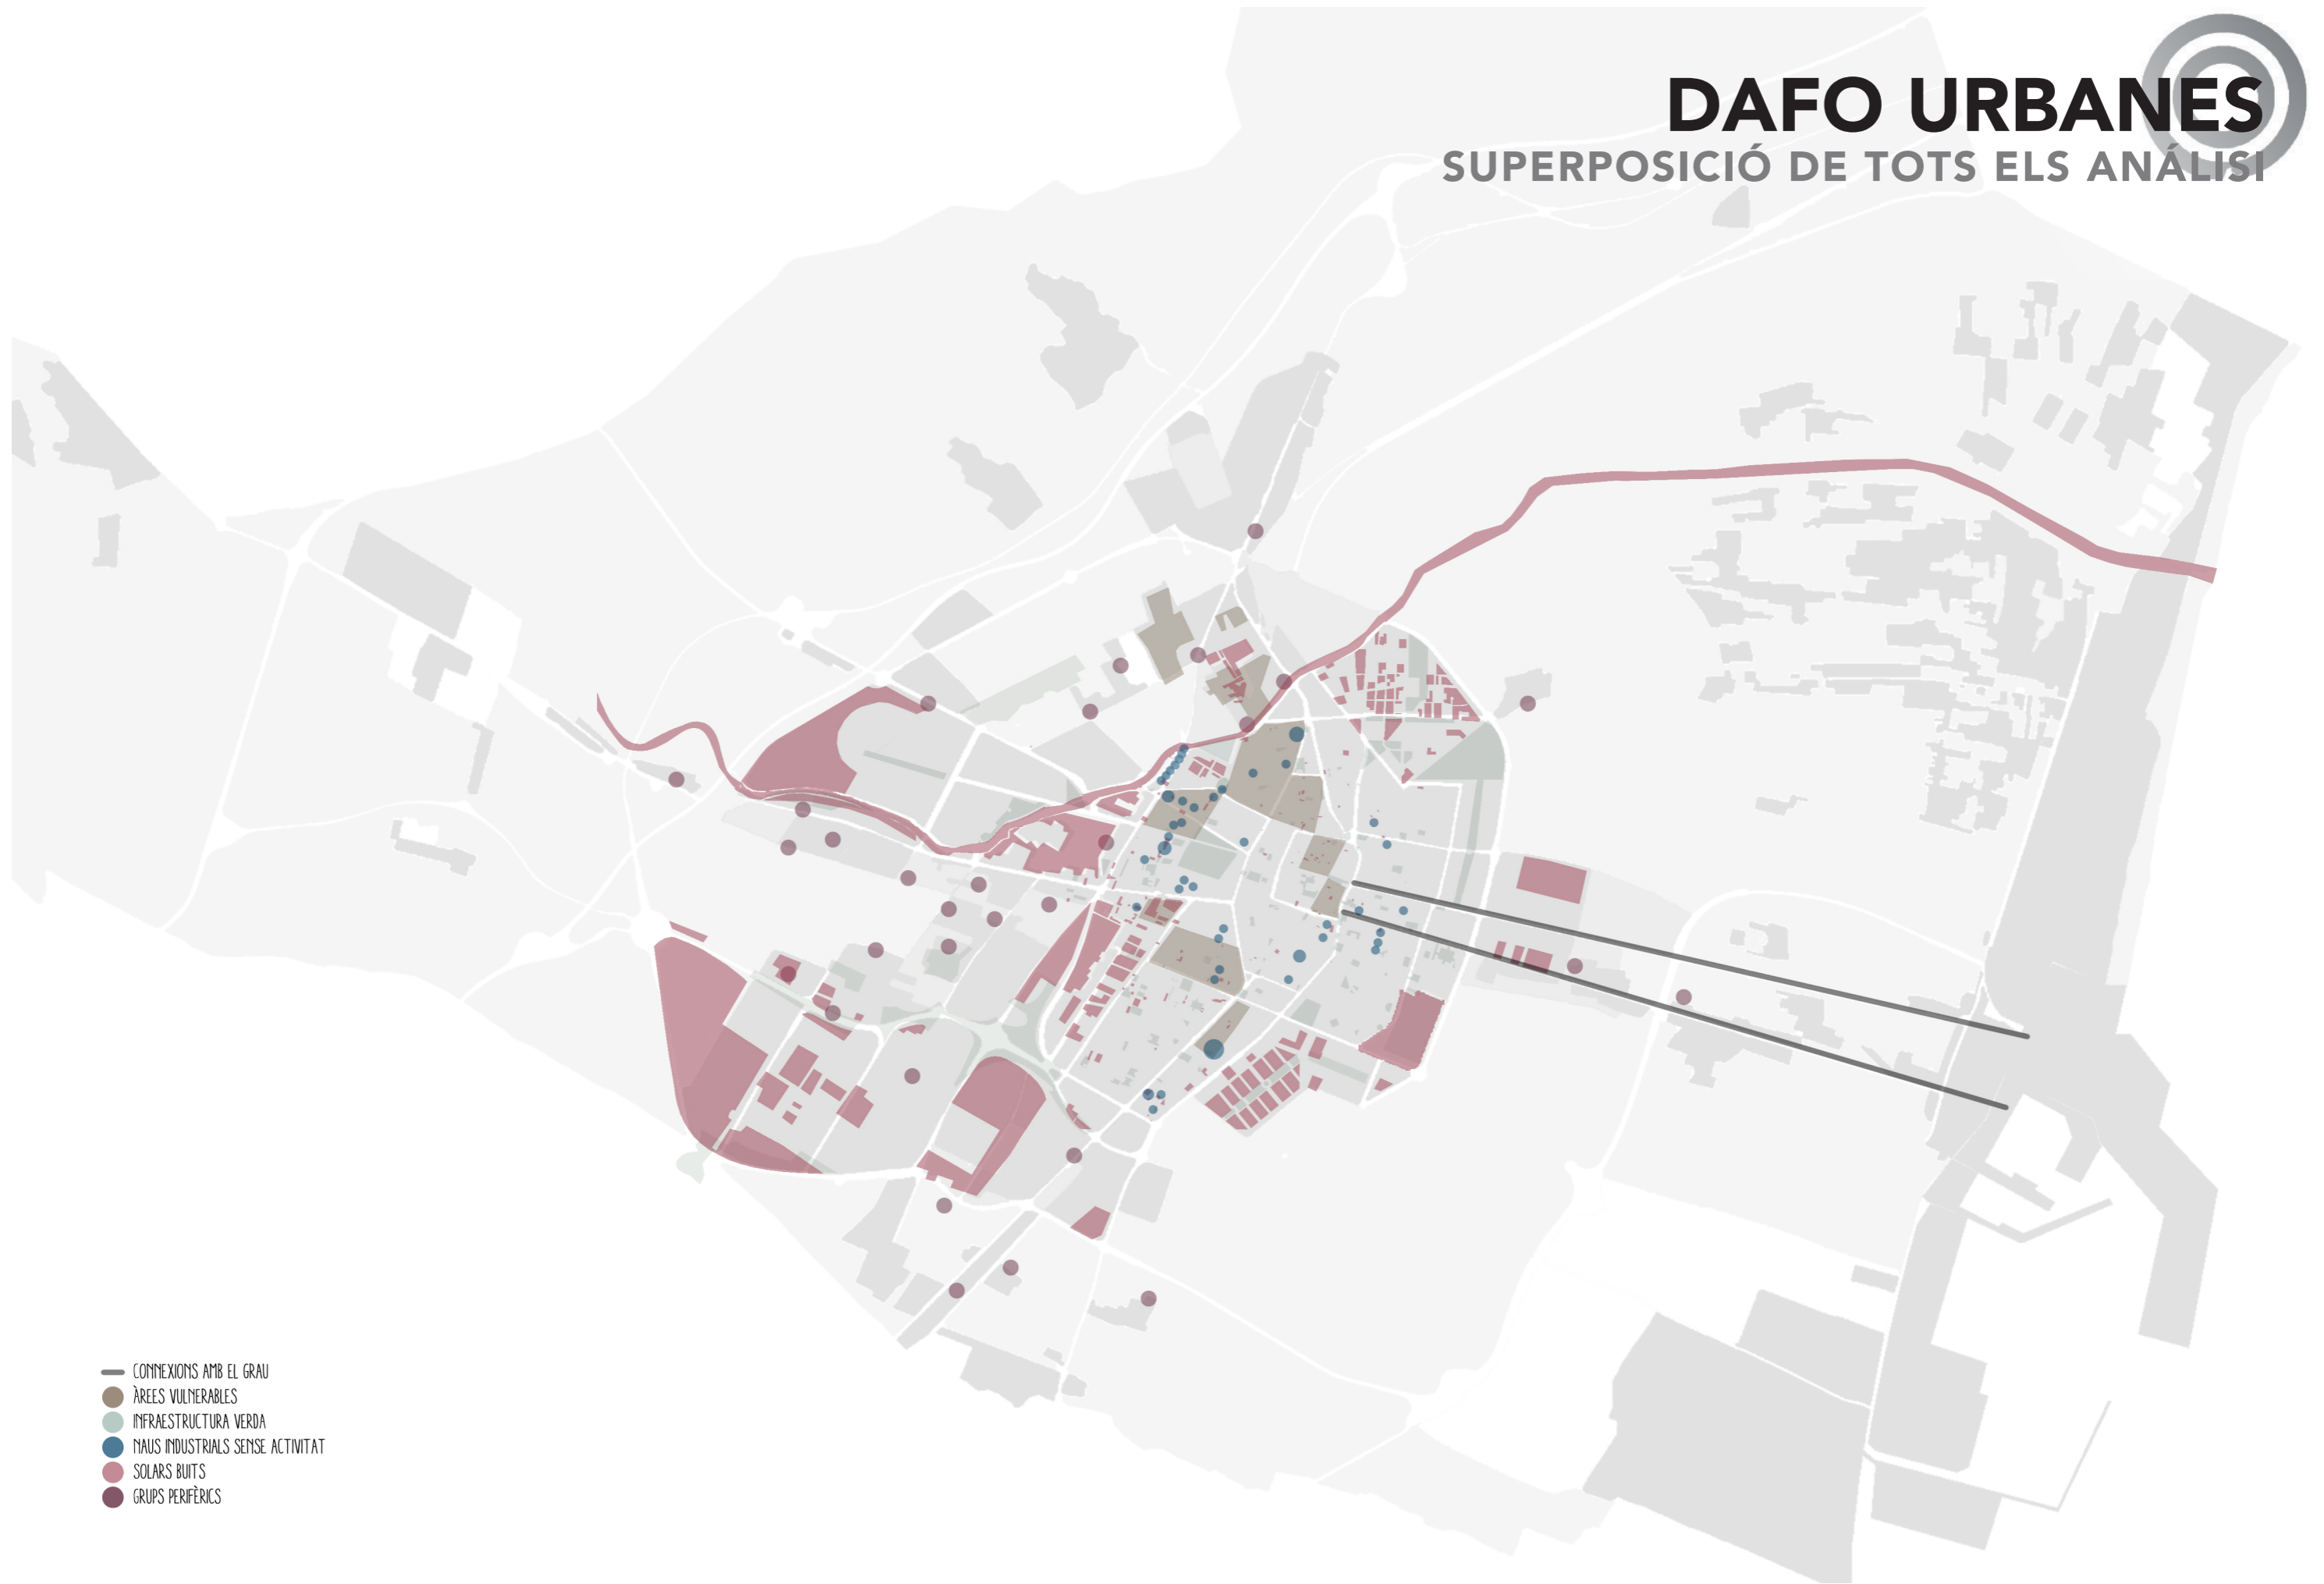 DAFO URBANES
SUPERPOSICIÓ DE TOTS ELS ANÁLISI
CONNEXIONS AMB EL GRAU
ÀREES VULNERABLES
INFRAESTRUCTURA VERDA
NAUS INDUSTRIALS SENSE ACTIVITAT
SOLARS BUITS
GRUPS PERIFÈRICS